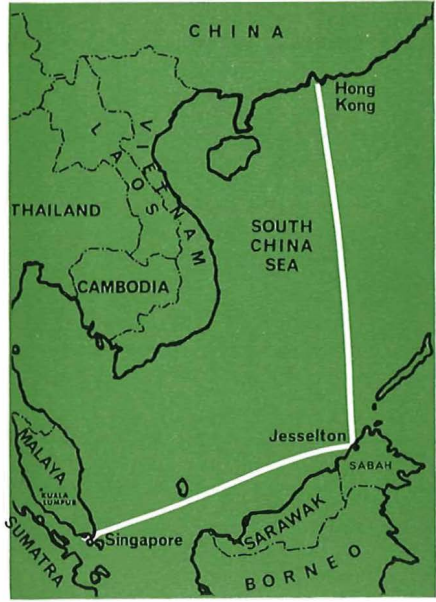 CHINA
Hong
Kong
LAOS
VIETNAM
THAILAND
SOUTH
CHINA
SEA
CAMBODIA
Jesselton
SABAH
MALAYA
KUALA
LUMPUR
SARAWAK
Singapore
SUMATRA
BORNEO